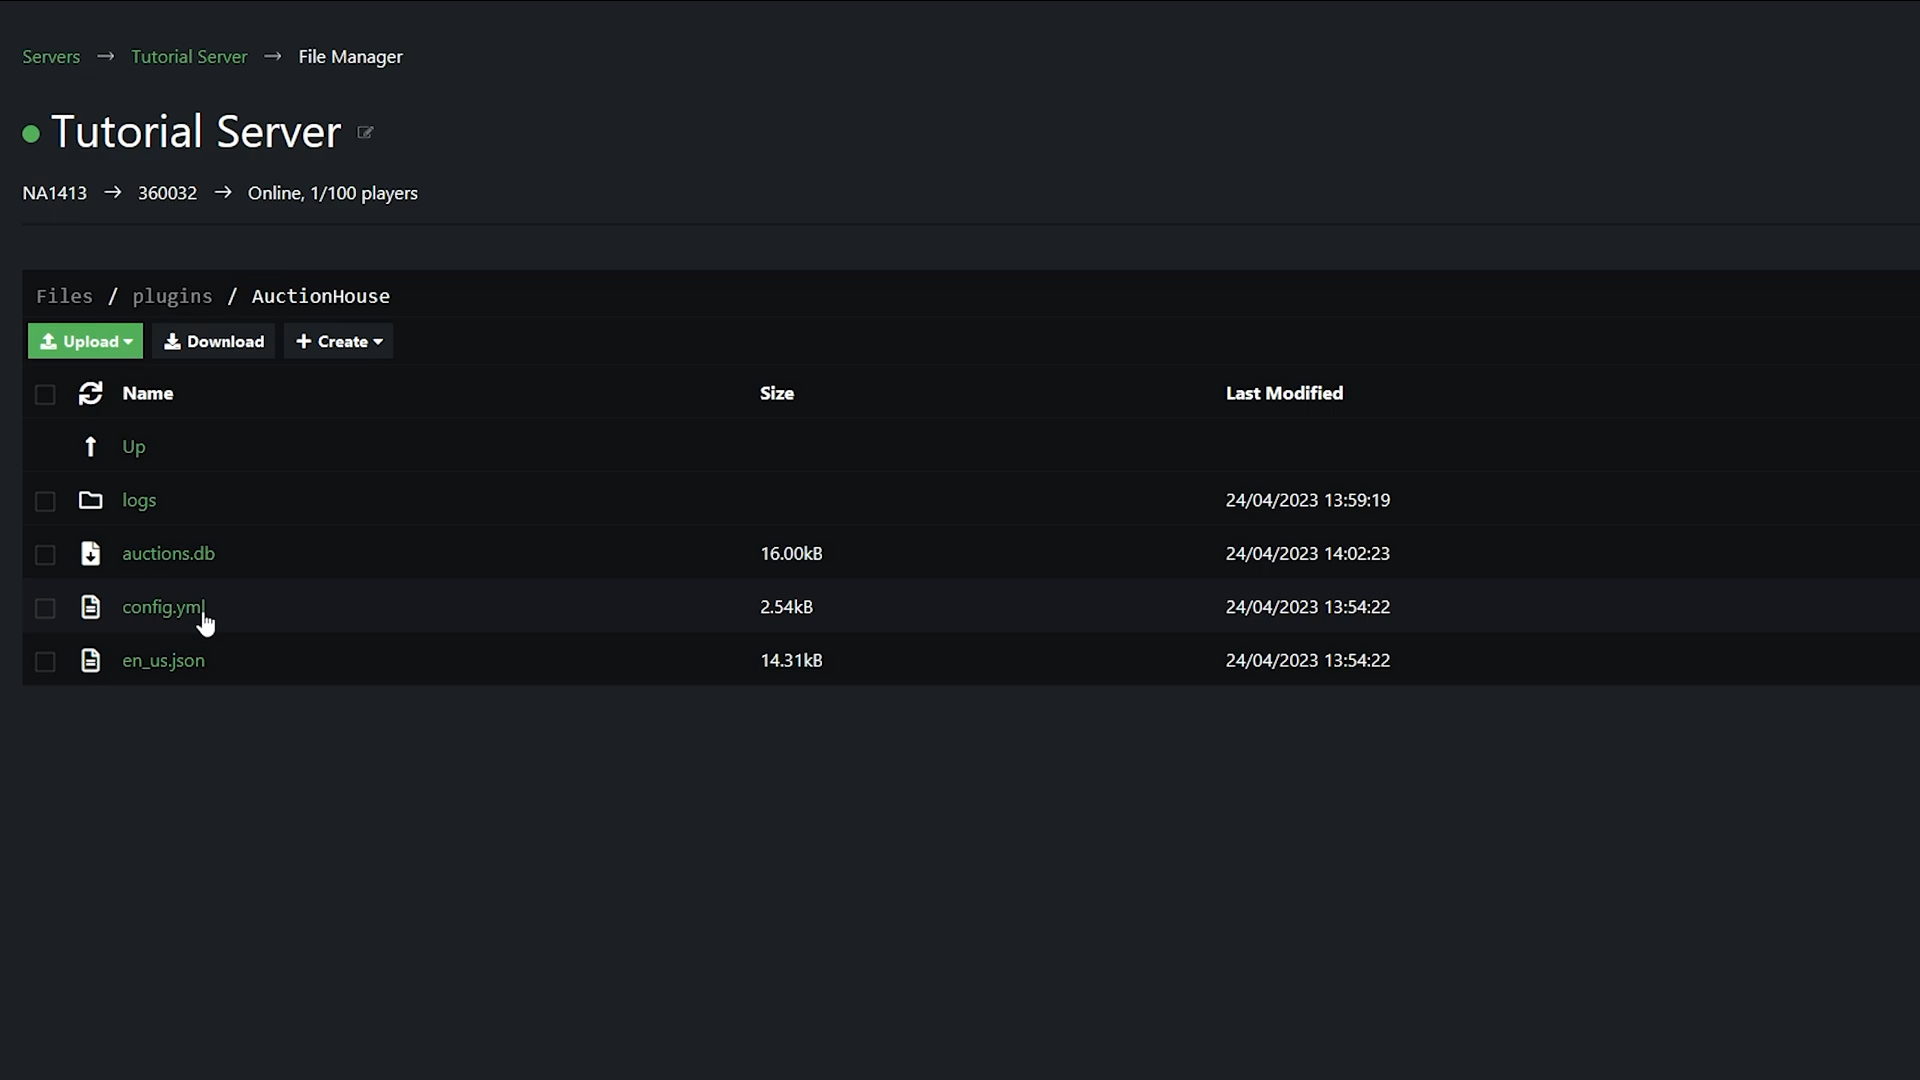 Servers → Tutorial Server → File Manager
Tutorial Server
NA1413 → 360032 → Online, 1/100 players
Files / plugins / AuctionHouse
Upload Download + Create
Name Size Last Modified
Up
logs 24/04/2023 13:59:19
auctions.db 16.00kB 24/04/2023 14:02:23
config.yml 2.54kB 24/04/2023 13:54:22
en_us.json 14.31kB 24/04/2023 13:54:22